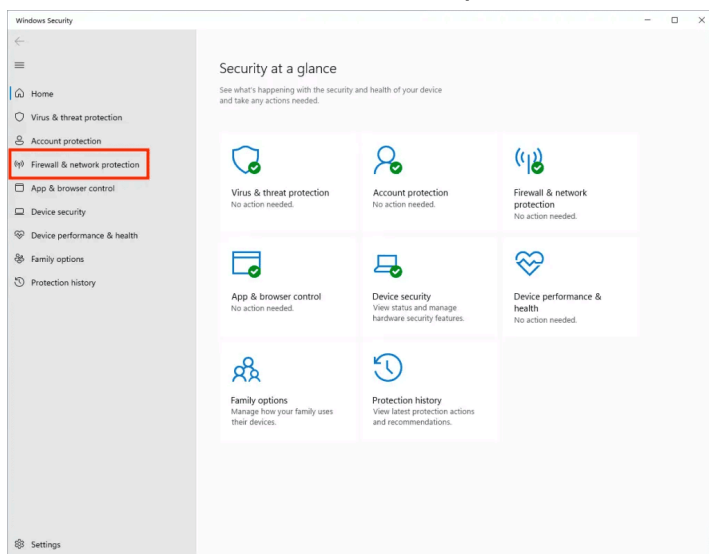 Windows Security
Home
Virus & threat protection
Account protection
Firewall & network protection
App & browser control
Device security
Device performance & health
Family options
Protection history
Settings
Security at a glance
See what's happening with the security and health of your device
and take any actions needed.
Virus & threat protection
No action needed.
Account protection
No action needed.
Firewall & network
protection
No action needed.
App & browser control
No action needed.
Device security
View status and manage
hardware security features.
Device performance &
health
No action needed.
Family options
Manage how your family uses
their devices.
Protection history
View latest protection actions
and recommendations.